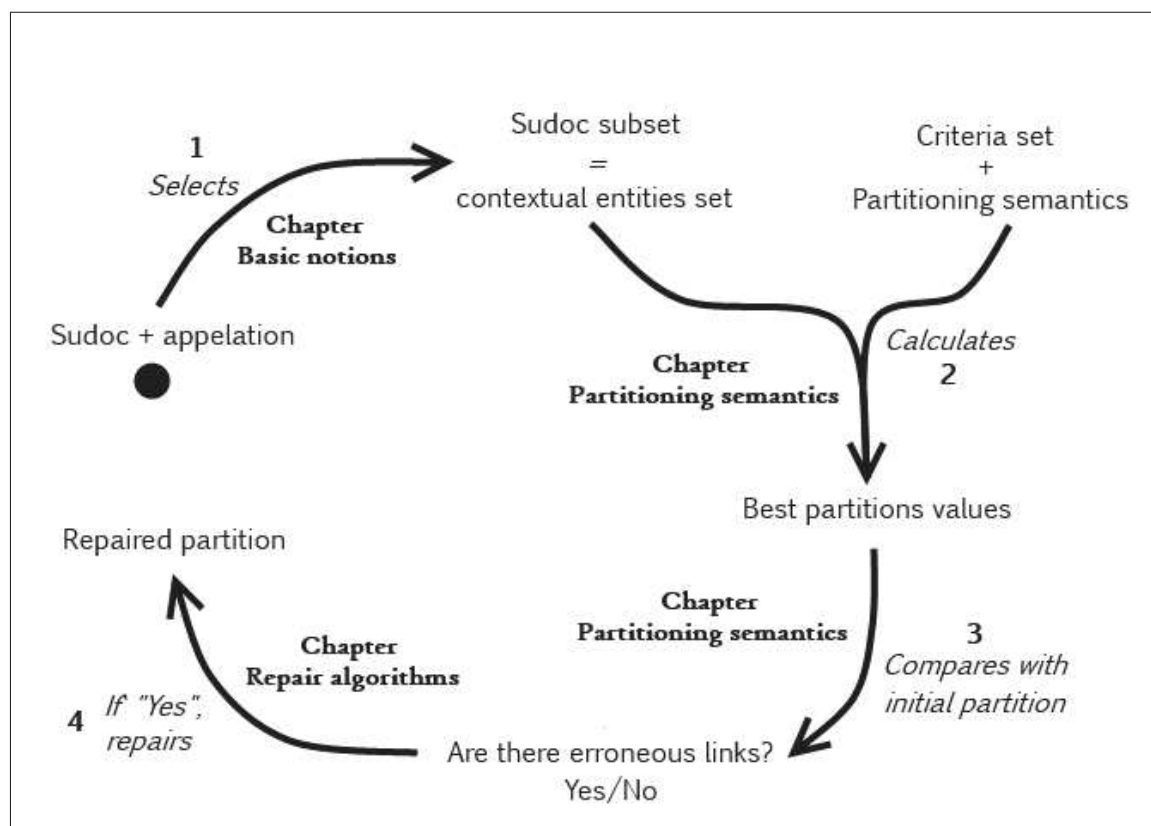 1
Selects
Chapter
Basic notions
Sudoc + appelation
Sudoc subset
=
contextual entities set
Criteria set
+
Partitioning semantics
Calculates
2
Chapter
Partitioning semantics
Best partitions values
Chapter
Partitioning semantics
3
Compares with
initial partition
Are there erroneous links?
Yes/No
Chapter
Repair algorithms
4 If "Yes",
repairs
Repaired partition